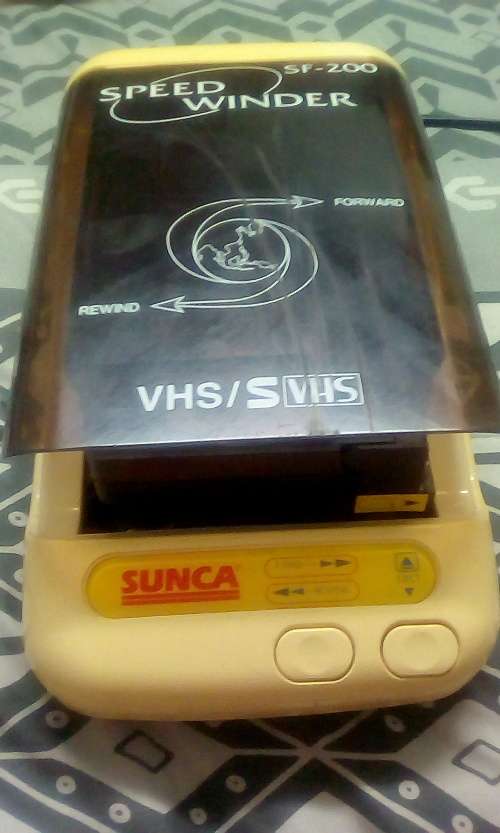 SF-200
SPEED
WINDER
FORWARD
REWIND
VHS/SVHS
SUNCA